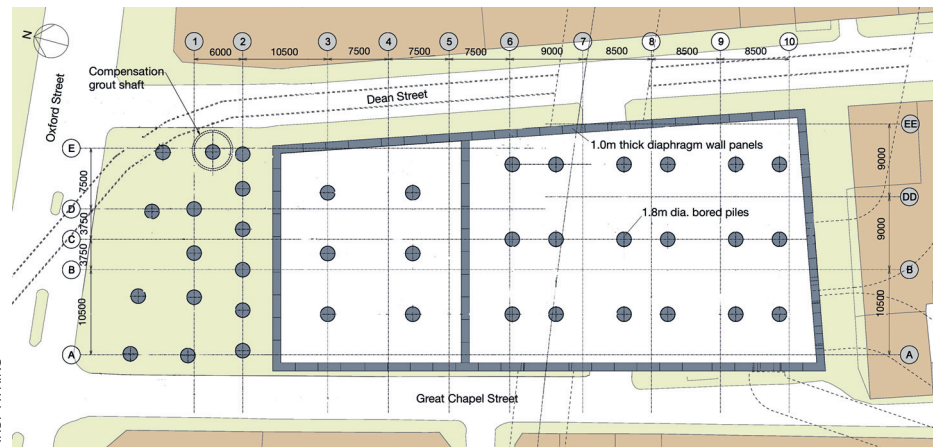 N
1
2
3
4
5
6
7
8
9
10
6000
10500
7500
7500
7500
9000
8500
8500
8500
Compensation
grout shaft
Oxford Street
Dean Street
E
D
C
B
A
7500
3750
3750
10500
1.0m thick diaphragm wall panels
1.8m dia. bored piles
EE
DD
B
A
9000
9000
10500
Great Chapel Street